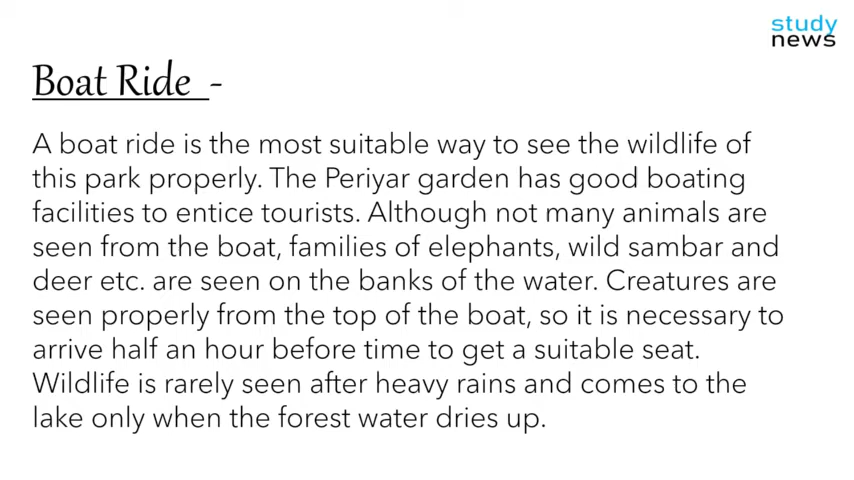 study
news
Boat Ride -
A boat ride is the most suitable way to see the wildlife of
this park properly. The Periyar garden has good boating
facilities to entice tourists. Although not many animals are
seen from the boat, families of elephants, wild sambar and
deer etc. are seen on the banks of the water. Creatures are
seen properly from the top of the boat, so it is necessary to
arrive half an hour before time to get a suitable seat.
Wildlife is rarely seen after heavy rains and comes to the
lake only when the forest water dries up.